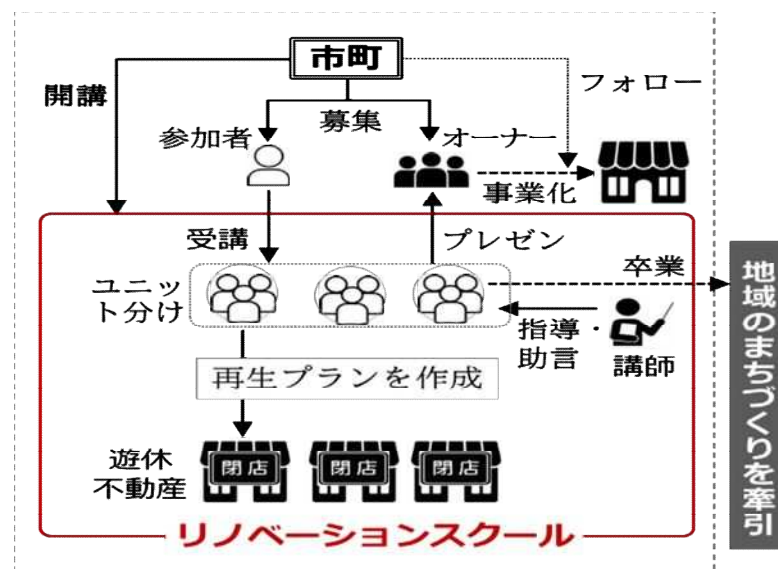 市町
開講
フォロー
募集
参加者
オーナー
事業化
受講
プレゼン
卒業
ユニッ
ト分け
指導・
助言
講師
再生プランを作成
遊休
不動産
閉店
閉店
閉店
リノベーションスクール
地域のまちづくりを牽引